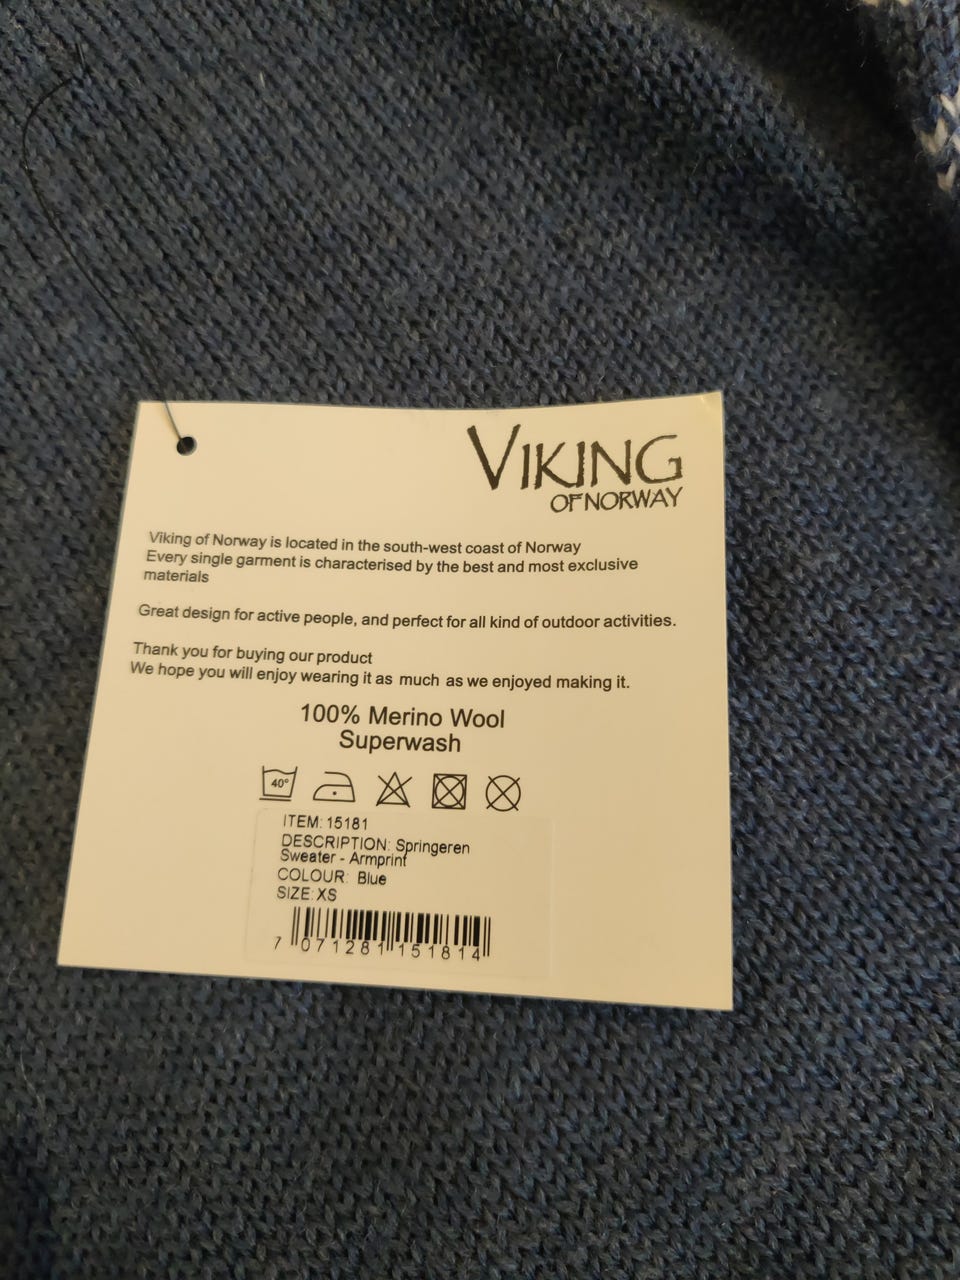 VIKING
OF NORWAY
Viking of Norway is located in the south-west coast of Norway
Every single garment is characterised by the best and most exclusive
materials
Great design for active people, and perfect for all kind of outdoor activities.
Thank you for buying our product
We hope you will enjoy wearing it as much as we enjoyed making it.
100% Merino Wool
Superwash
40°
ITEM: 15181
DESCRIPTION: Springeren
Sweater - Armprint
COLOUR: Blue
SIZE: XS
7 071281 151814